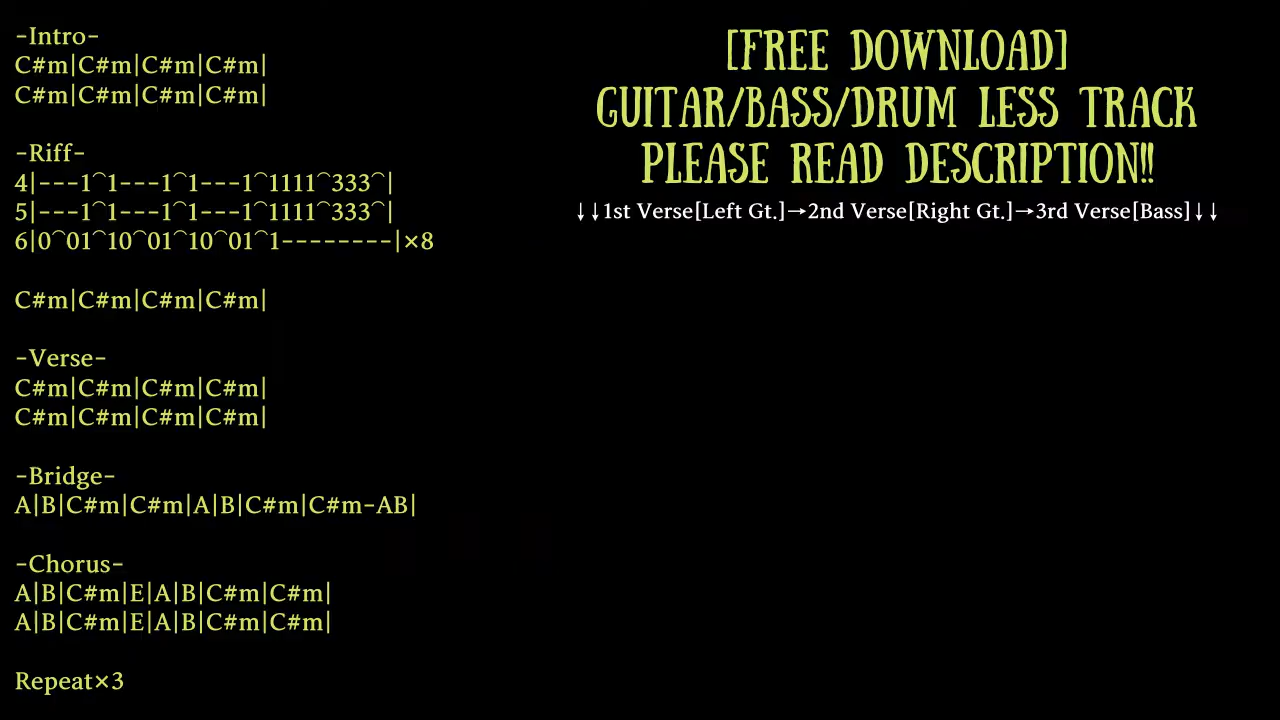 -Intro-
C#m|C#m|C#m|C#m|
C#m|C#m|C#m|C#m|
-Riff-
4|---1⌒1---1⌒1---1⌒1111⌒333⌒|
5|---1⌒1---1⌒1---1⌒1111⌒333⌒|
6|0⌒01⌒10⌒01⌒10⌒01⌒1--------|×8
C#m|C#m|C#m|C#m|
-Verse-
C#m|C#m|C#m|C#m|
C#m|C#m|C#m|C#m|
-Bridge-
A|B|C#m|C#m|A|B|C#m|C#m-AB|
-Chorus-
A|B|C#m|E|A|B|C#m|C#m|
A|B|C#m|E|A|B|C#m|C#m|
Repeat×3
[FREE DOWNLOAD]
GUITAR/BASS/DRUM LESS TRACK
PLEASE READ DESCRIPTION!!
↓↓1st Verse[Left Gt.]→2nd Verse[Right Gt.]→3rd Verse[Bass]↓↓